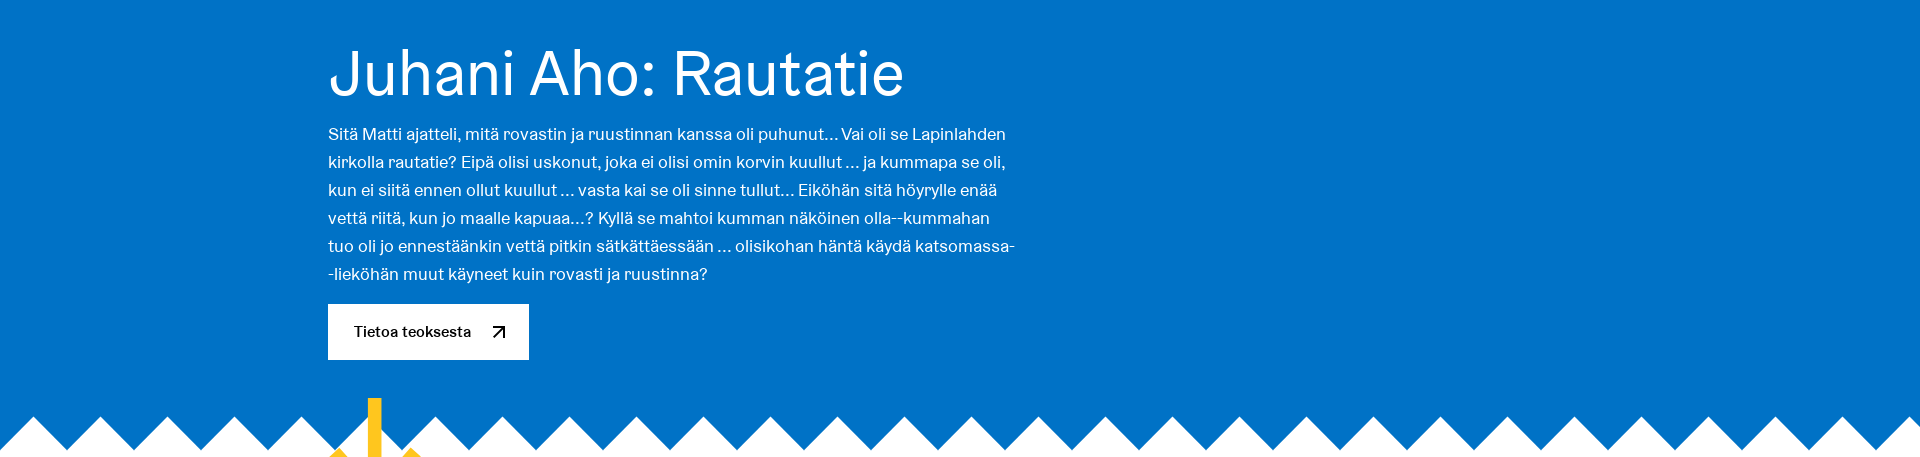 Juhani Aho: Rautatie
Sitä Matti ajatteli, mitä rovastin ja ruustinnan kanssa oli puhunut... Vai oli se Lapinlahden
kirkolla rautatie? Eipä olisi uskonut, joka ei olisi omin korvin kuullut ... ja kummapa se oli,
kun ei siitä ennen ollut kuullut ... vasta kai se oli sinne tullut... Eiköhän sitä höyrylle enää
vettä riitä, kun jo maalle kapuaa...? Kyllä se mahtoi kumman näköinen olla--kummahan
tuo oli jo ennestäänkin vettä pitkin sätkättäessään ... olisikohan häntä käydä katsomassa-
-lieköhän muut käyneet kuin rovasti ja ruustinna?
Tietoa teoksesta